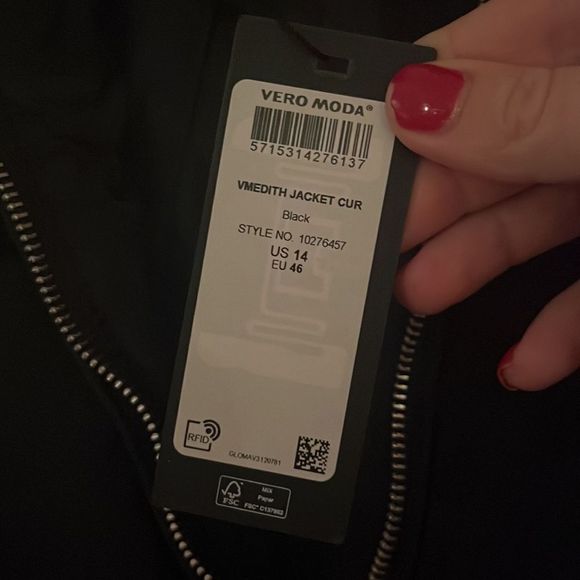 VERO MODA®
5715314276137
VMEDITH JACKET CUR
Black
STYLE NO. 10276457
US 14
EU 46
RFID
GLOMAV3120781
FSC
MIX
Paper
FSC® C137982